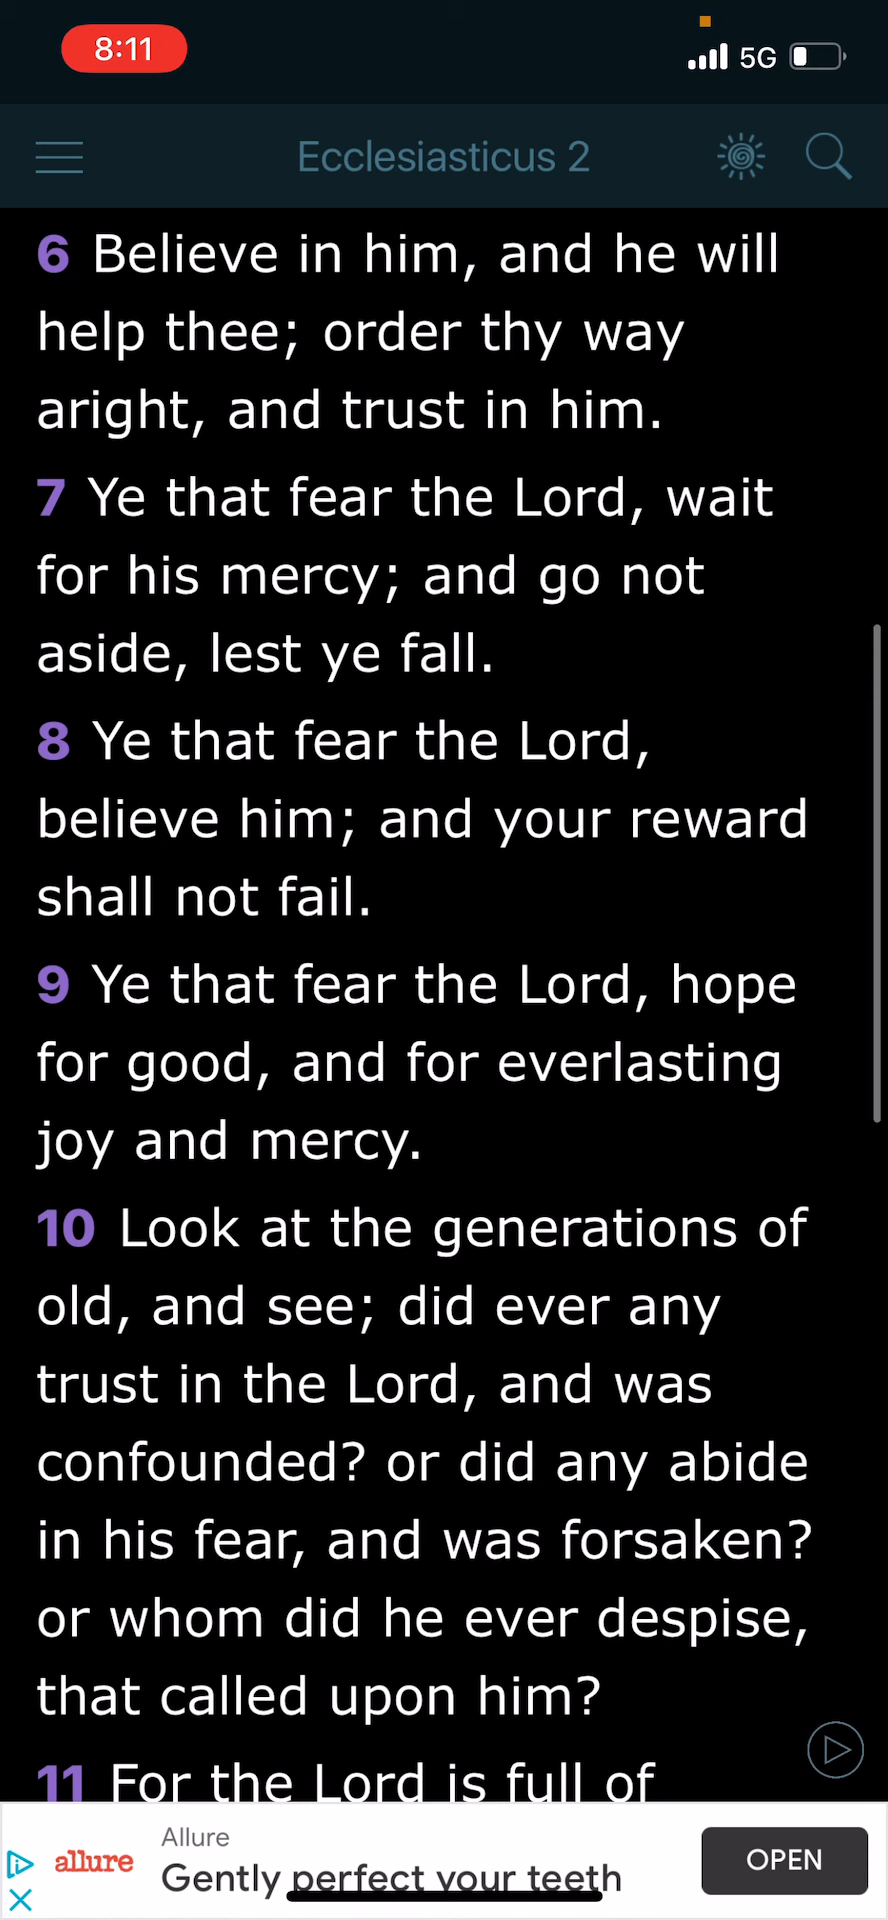 8:11
5G
Ecclesiasticus 2
6 Believe in him, and he will
help thee; order thy way
aright, and trust in him.
7 Ye that fear the Lord, wait
for his mercy; and go not
aside, lest ye fall.
8 Ye that fear the Lord,
believe him; and your reward
shall not fail.
9 Ye that fear the Lord, hope
for good, and for everlasting
joy and mercy.
10 Look at the generations of
old, and see; did ever any
trust in the Lord, and was
confounded? or did any abide
in his fear, and was forsaken?
or whom did he ever despise,
that called upon him?
11 For the Lord is full of
Allure
allure
Gently perfect your teeth
OPEN